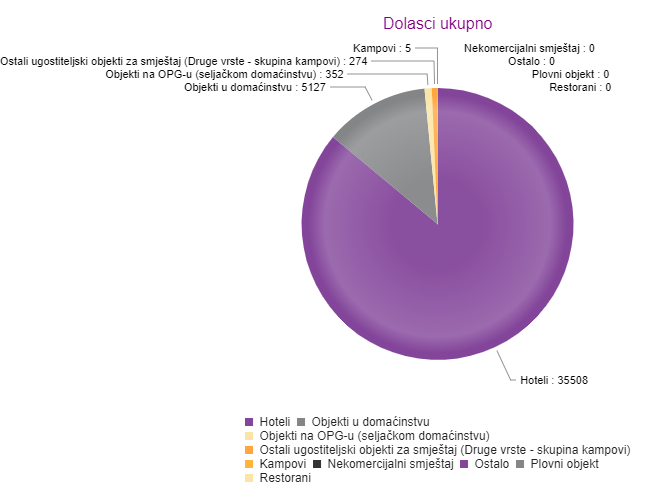 Dolasci ukupno
Kampovi : 5
Nekomercijalni smještaj : 0
Ostali ugostiteljski objekti za smještaj (Druge vrste - skupina kampovi) : 274
Ostalo : 0
Objekti na OPG-u (seljačkom domaćinstvu) : 352
Plovni objekt : 0
Objekti u domaćinstvu : 5127
Restorani : 0
Hoteli : 35508
Hoteli Objekti u domaćinstvu
Objekti na OPG-u (seljačkom domaćinstvu)
Ostali ugostiteljski objekti za smještaj (Druge vrste - skupina kampovi)
Kampovi Nekomercijalni smještaj Ostalo Plovni objekt
Restorani